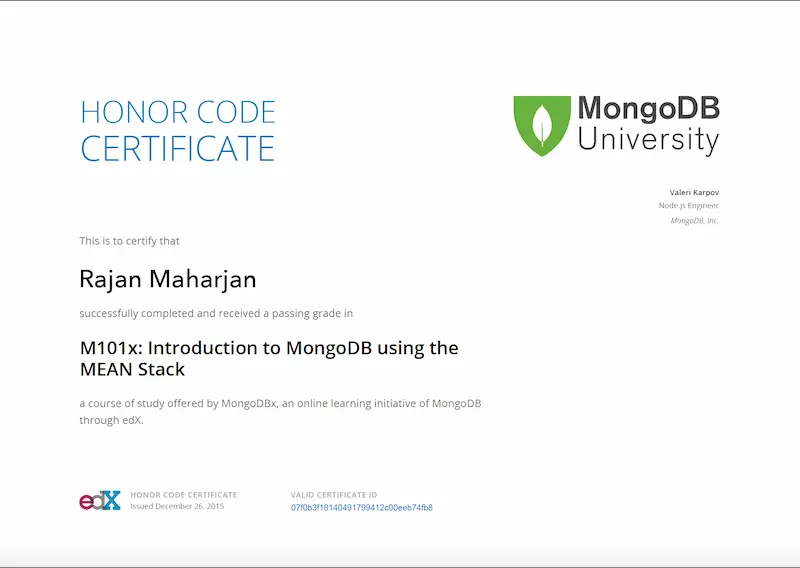 HONOR CODE
CERTIFICATE
MongoDB
University
Valeri Karpov
Node.js Engineer
MongoDB, Inc.
This is to certify that
Rajan Maharjan
successfully completed and received a passing grade in
M101x: Introduction to MongoDB using the
MEAN Stack
a course of study offered by MongoDBx, an online learning initiative of MongoDB
through edX.
edX
HONOR CODE CERTIFICATE
Issued December 26, 2015
VALID CERTIFICATE ID
07f0b3f18140491799412c00eeb74fb8